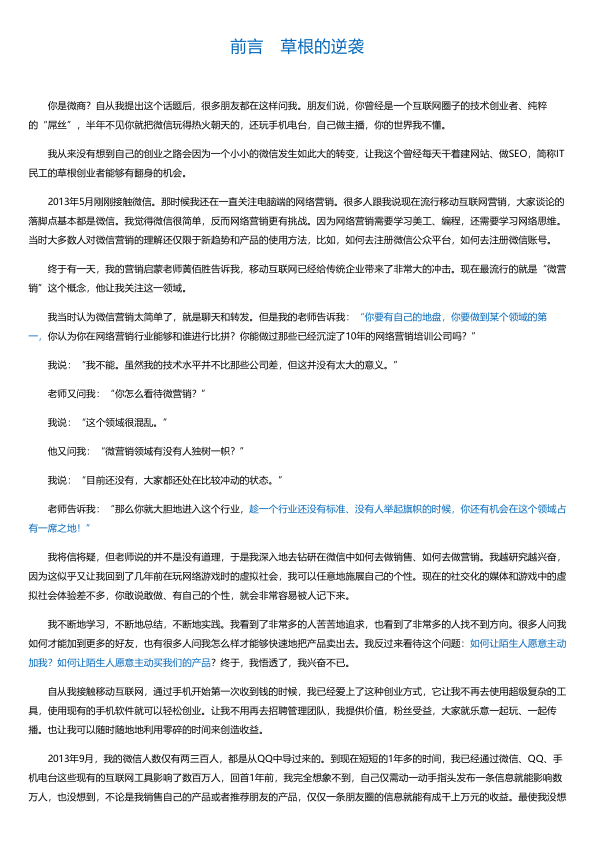 前言　草根的逆袭
你是微商？自从我提出这个话题后，很多朋友都在这样问我。朋友们说，你曾经是一个互联网圈子的技术创业者、纯粹
的“屌丝”，半年不见你就把微信玩得热火朝天的，还玩手机电台，自己做主播，你的世界我不懂。
我从来没有想到自己的创业之路会因为一个小小的微信发生如此大的转变，让我这个曾经每天干着建网站、做SEO，简称IT
民工的草根创业者能够有翻身的机会。
2013年5月刚刚接触微信。那时候我还在一直关注电脑端的网络营销。很多人跟我说现在流行移动互联网营销，大家谈论的
落脚点基本都是微信。我觉得微信很简单，反而网络营销更有挑战。因为网络营销需要学习美工、编程，还需要学习网络思维。
当时大多数人对微信营销的理解还仅限于新趋势和产品的使用方法，比如，如何去注册微信公众平台，如何去注册微信账号。
终于有一天，我的营销启蒙老师黄佰胜告诉我，移动互联网已经给传统企业带来了非常大的冲击。现在最流行的就是“微营
销”这个概念，他让我关注这一领域。
我当时认为微信营销太简单了，就是聊天和转发。但是我的老师告诉我：“你要有自己的地盘，你要做到某个领域的第
一，你认为你在网络营销行业能够和谁进行比拼？你能做过那些已经沉淀了10年的网络营销培训公司吗？”
我说：“我不能。虽然我的技术水平并不比那些公司差，但这并没有太大的意义。”
老师又问我：“你怎么看待微营销？”
我说：“这个领域很混乱。”
他又问我：“微营销领域有没有人独树一帜？”
我说：“目前还没有，大家都还处在比较冲动的状态。”
老师告诉我：“那么你就大胆地进入这个行业，趁一个行业还没有标准、没有人举起旗帜的时候，你还有机会在这个领域占
有一席之地！”
我将信将疑，但老师说的并不是没有道理，于是我深入地去钻研在微信中如何去做销售、如何去做营销。我越研究越兴奋，
因为这似乎又让我回到了几年前在玩网络游戏时的虚拟社会，我可以任意地施展自己的个性。现在的社交化的媒体和游戏中的虚
拟社会体验差不多，你敢说敢做、有自己的个性，就会非常容易被人记下来。
我不断地学习，不断地总结，不断地实践。我看到了非常多的人苦苦地追求，也看到了非常多的人找不到方向。很多人问我
如何才能加到更多的好友，也有很多人问我怎么样才能够快速地把产品卖出去。我反过来看待这个问题：如何让陌生人愿意主动
加我？如何让陌生人愿意主动买我们的产品？终于，我悟透了，我兴奋不已。
自从我接触移动互联网，通过手机开始第一次收到钱的时候，我已经爱上了这种创业方式，它让我不再去使用超级复杂的工
具，使用现有的手机软件就可以轻松创业。让我不用再去招聘管理团队，我提供价值，粉丝受益，大家就乐意一起玩、一起传
播。也让我可以随时随地地利用零碎的时间来创造收益。
2013年9月，我的微信人数仅有两三百人，都是从QQ中导过来的。到现在短短的1年多的时间，我已经通过微信、QQ、手
机电台这些现有的互联网工具影响了数百万人，回首1年前，我完全想象不到，自己仅需动一动手指头发布一条信息就能影响数
万人，也没想到，不论是我销售自己的产品或者推荐朋友的产品，仅仅一条朋友圈的信息就能有成千上万元的收益。最使我没想